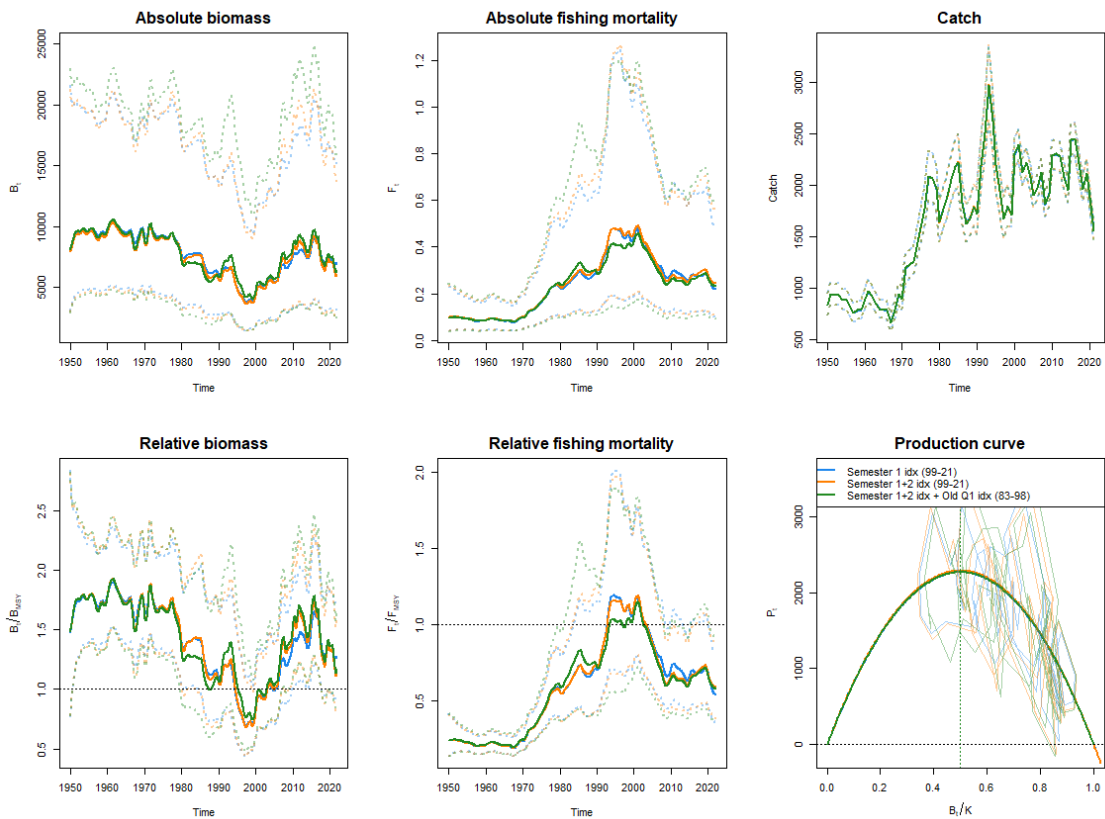 Absolute biomass
Bt
25000
20000
15000
10000
5000
1950 1960 1970 1980 1990 2000 2010 2020
Time
Absolute fishing mortality
Ft
1.2
1.0
0.8
0.6
0.4
0.2
0.0
1950 1960 1970 1980 1990 2000 2010 2020
Time
Catch
Catch
3000
2500
2000
1500
1000
500
1950 1960 1970 1980 1990 2000 2010 2020
Time
Relative biomass
Bt/BMSY
2.5
2.0
1.5
1.0
0.5
1950 1960 1970 1980 1990 2000 2010 2020
Time
Relative fishing mortality
Ft/FMSY
2.0
1.5
1.0
0.5
1950 1960 1970 1980 1990 2000 2010 2020
Time
Production curve
Semester 1 idx (99-21)
Semester 1+2 idx (99-21)
Semester 1+2 idx + Old Q1 idx (83-98)
Pt
3000
2000
1000
0
0.0 0.2 0.4 0.6 0.8 1.0
Bt/K